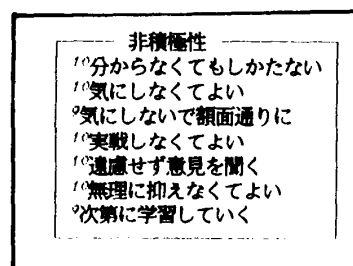 非積極性
10分からなくてもしかたない
10気にしなくてよい
9気にしないで額面通りに
10実戦しなくてよい
10遠慮せず意見を聞く
10無理に抑えなくてよい
9次第に学習していく